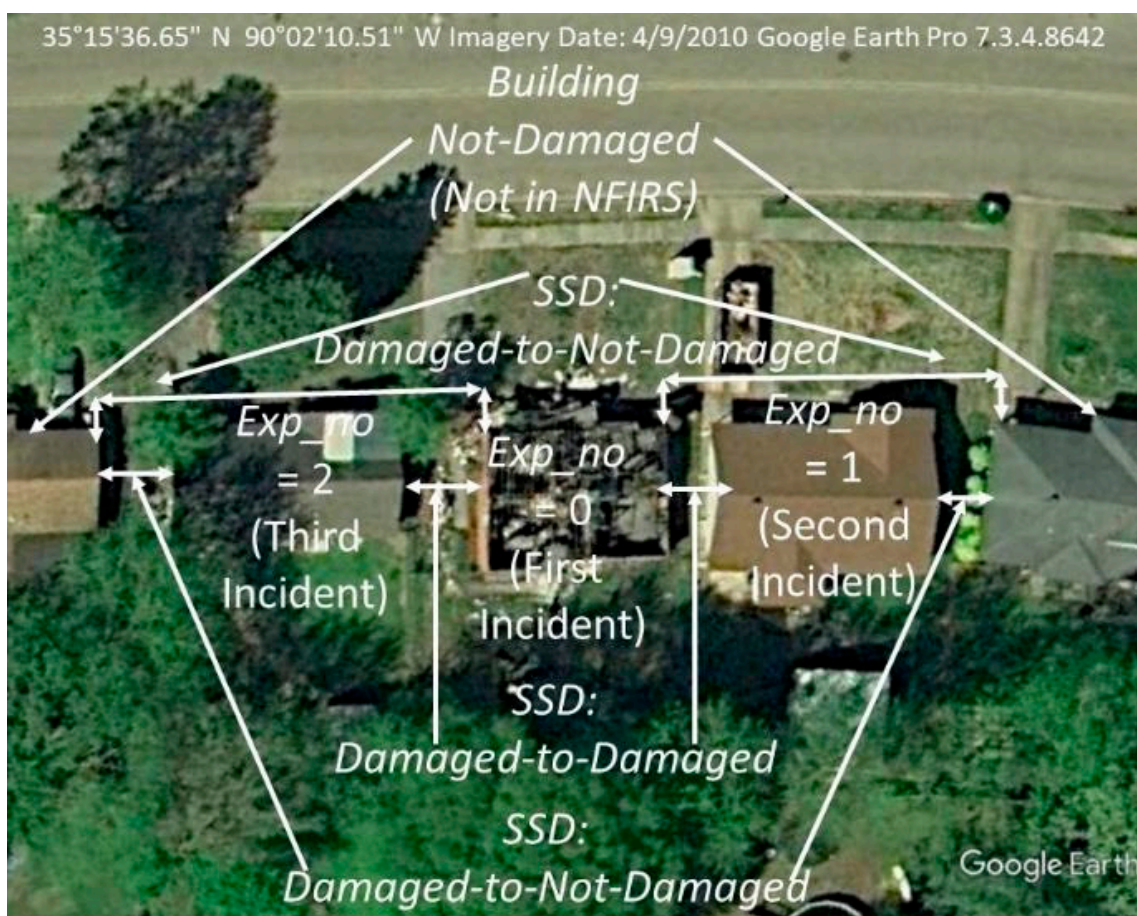 35°15'36.65" N 90°02'10.51" W Imagery Date: 4/9/2010 Google Earth Pro 7.3.4.8642
Building
Not-Damaged
(Not in NFIRS)
SSD:
Damaged-to-Not-Damaged
Exp_no
= 2
(Third
Incident)
Exp_no
= 0
(First
Incident)
Exp_no
= 1
(Second
Incident)
SSD:
Damaged-to-Damaged
SSD:
Damaged-to-Not-Damaged
Google Earth